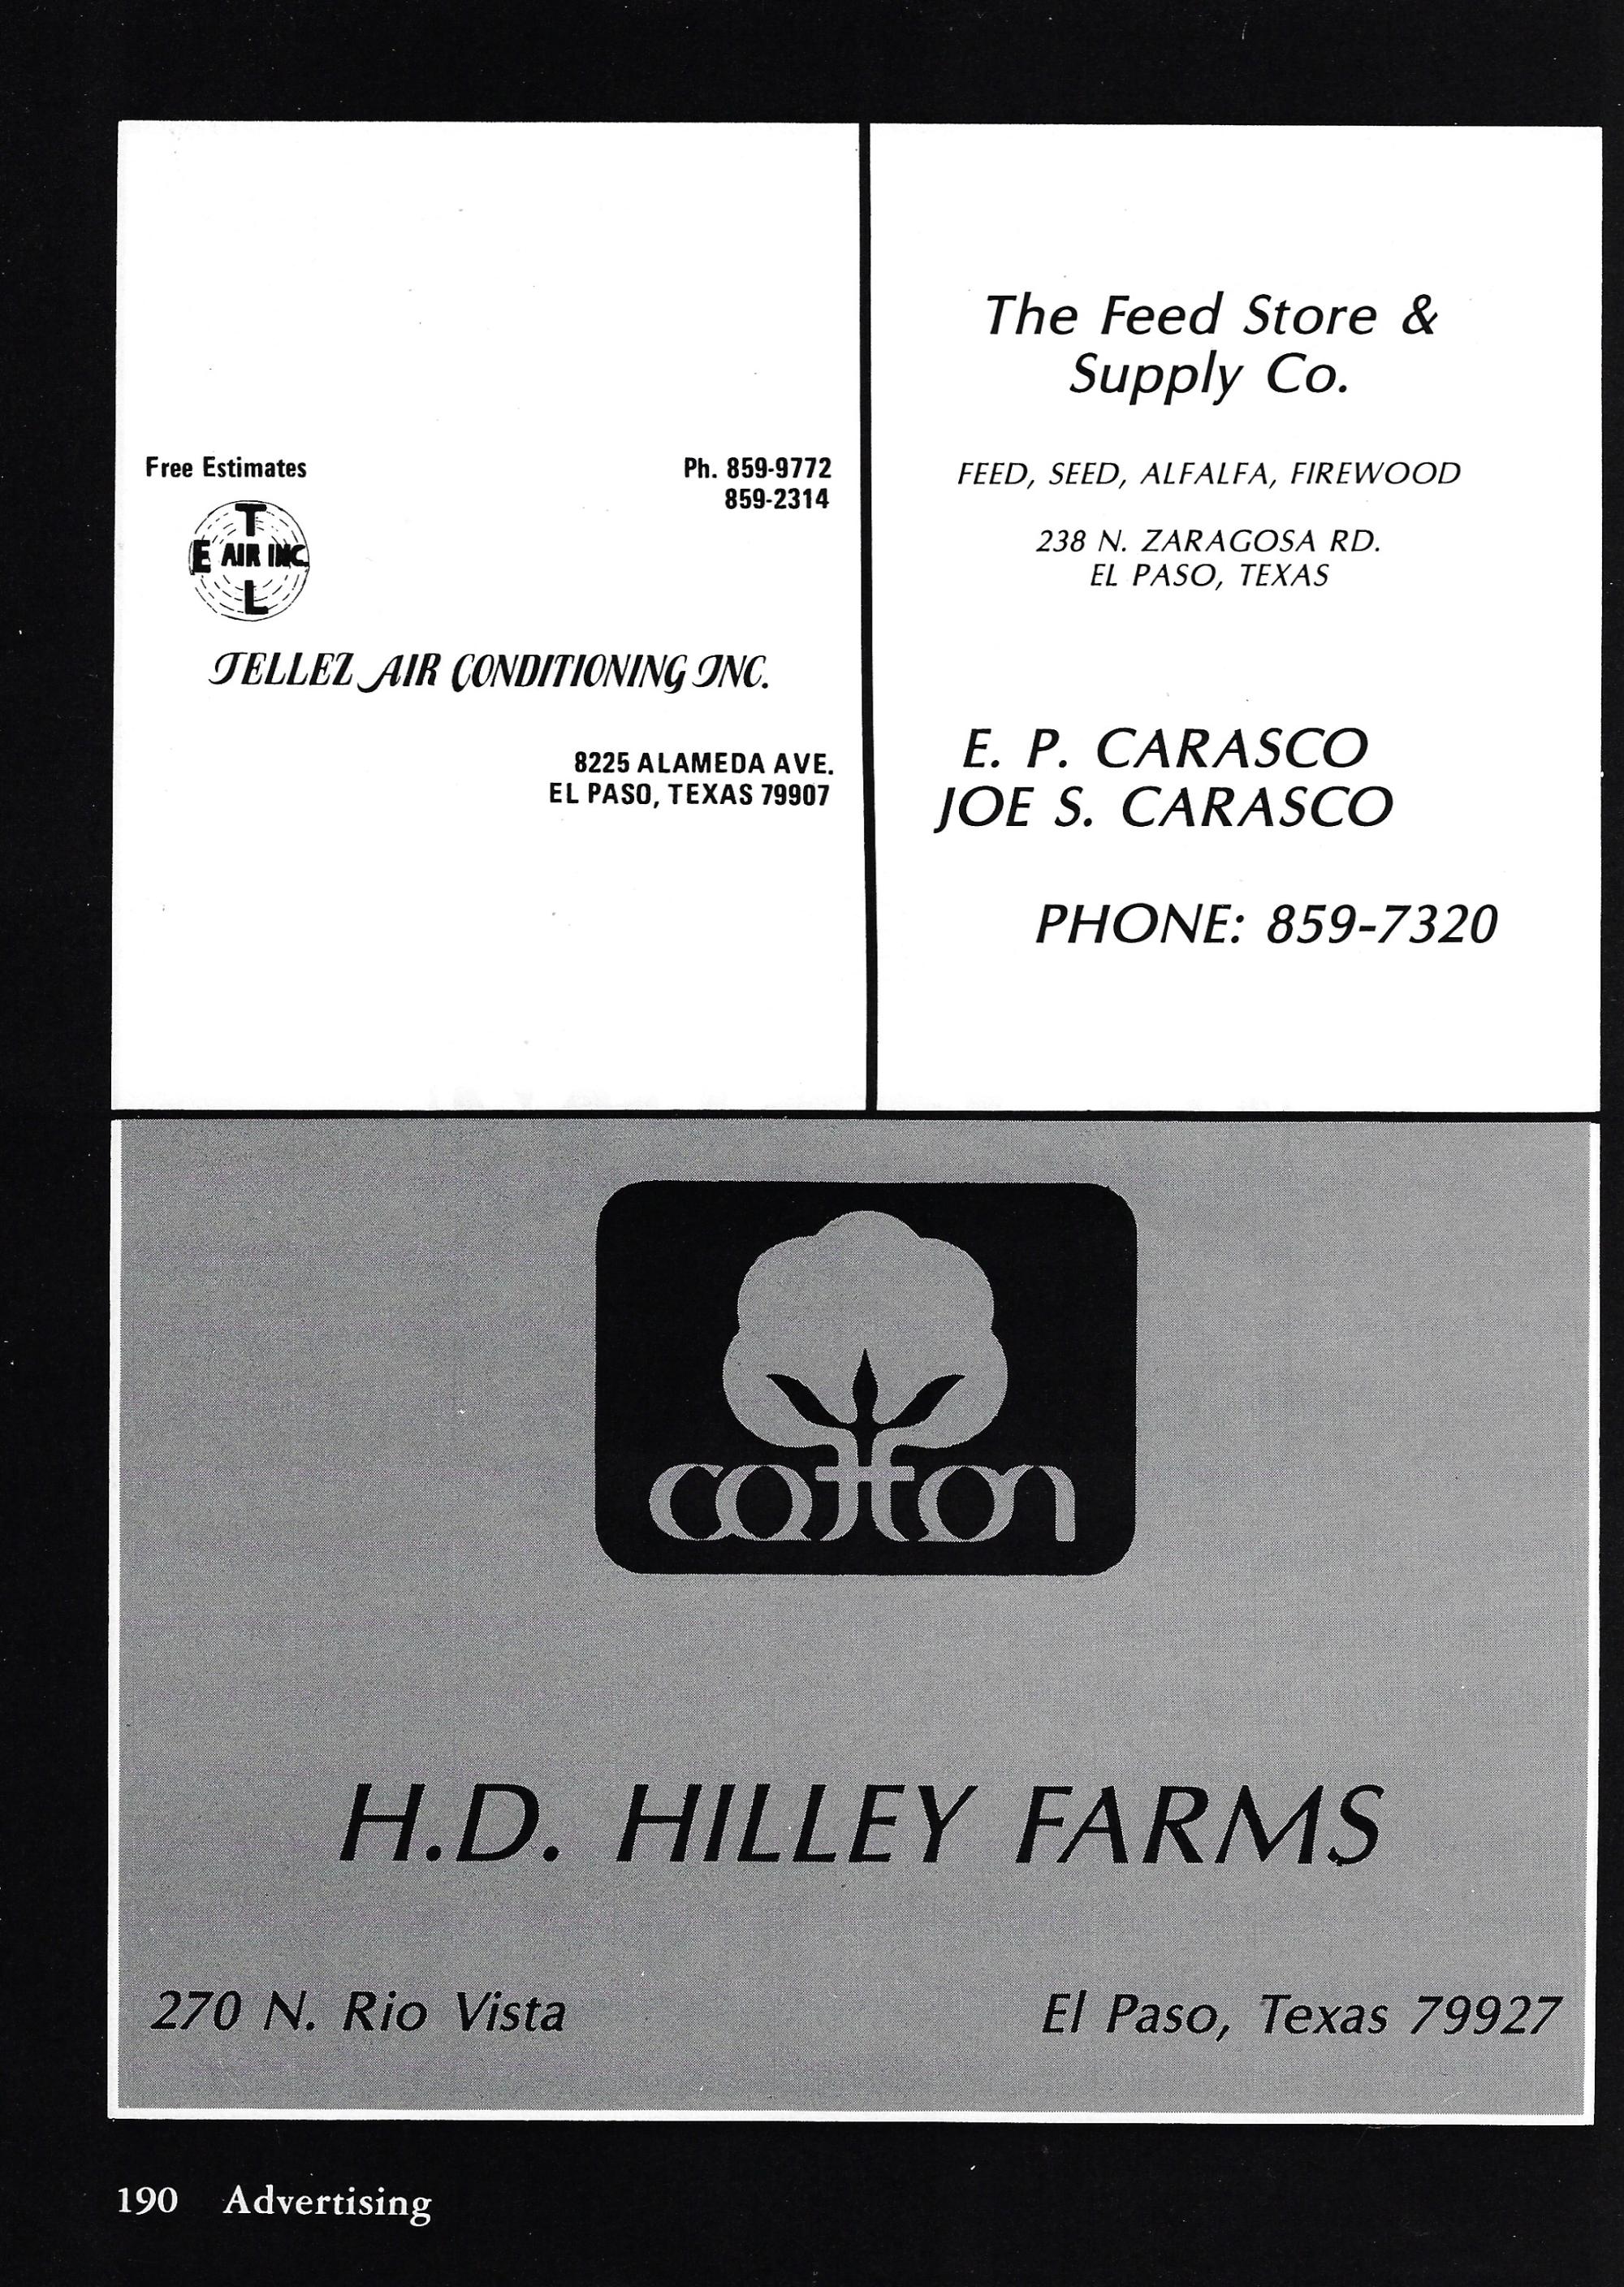 Free Estimates
Ph. 859-9772
859-2314
T
E AIR INC.
L
TELLEZ AIR CONDITIONING INC.
8225 ALAMEDA AVE.
EL PASO, TEXAS 79907
The Feed Store &
Supply Co.
FEED, SEED, ALFALFA, FIREWOOD
238 N. ZARAGOSA RD.
EL PASO, TEXAS
E. P. CARASCO
JOE S. CARASCO
PHONE: 859-7320
cotton
H.D. HILLEY FARMS
270 N. Rio Vista
El Paso, Texas 79927
190 Advertising